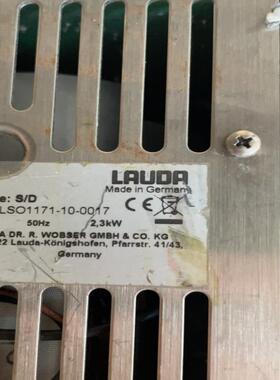 LAUDA
Made in Germany
e: S/D
LSO1171-10-0017
50Hz 2,3kW
A DR. R. WOBSER GMBH & CO. KG
22 Lauda-Königshofen, Pfarrstr. 41/43,
Germany
CE